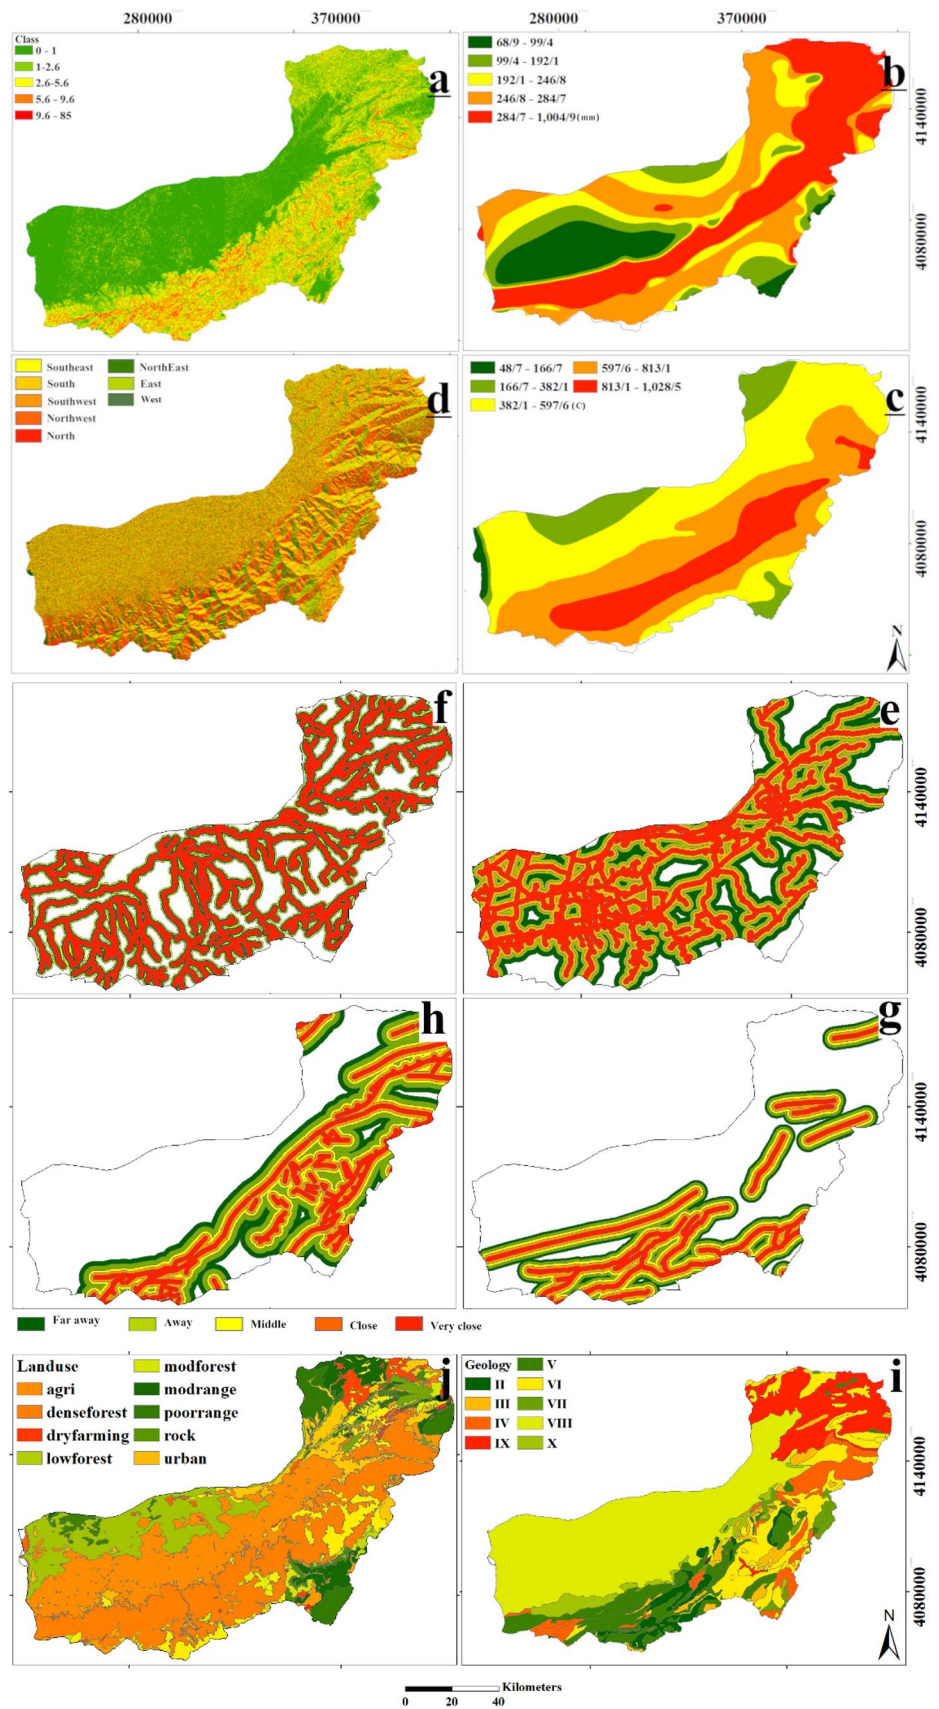 280000 370000 280000 370000
Class
0 - 1
1-2.6
2.6-5.6
5.6 - 9.6
9.6 - 85
a
68/9 - 99/4
99/4 - 192/1
192/1 - 246/8
246/8 - 284/7
284/7 - 1,004/9(mm)
b
4140000
4080000
Southeast NorthEast
South East
Southwest West
Northwest
North
d
48/7 - 166/7 597/6 - 813/1
166/7 - 382/1 813/1 - 1,028/5
382/1 - 597/6 (C)
c
4140000
4080000
N
f
e
4140000
4080000
h
g
4140000
4080000
Far away Away Middle Close Very close
Landuse modforest
agri modrange
denseforest poorrange
dryfarming rock
lowforest urban
j
Geology V
II VI
III VII
IV VIII
IX X
i
4140000
4080000
N
Kilometers
0 20 40